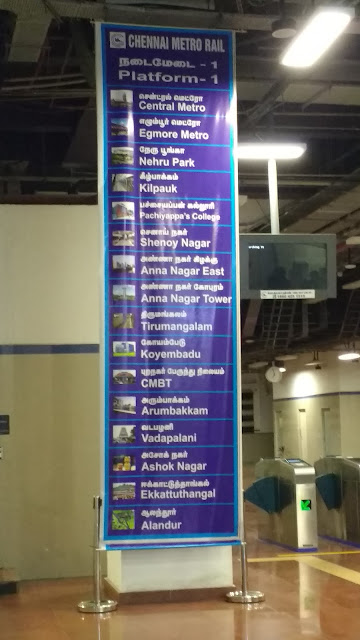 CHENNAI METRO RAIL
நடைமேடை - 1
Platform- 1
சென்ட்ரல் மெட்ரோ
Central Metro
எழும்பூர் மெட்ரோ
Egmore Metro
நேரு பூங்கா
Nehru Park
கீழ்பாக்கம்
Kilpauk
பச்சையப்பன் கல்லூரி
Pachiyappa's College
செனாய் நகர்
Shenoy Nagar
அண்ணா நகர் கிழக்கு
Anna Nagar East
அண்ணா நகர் கோபுரம்
Anna Nagar Tower
திருமங்கலம்
Tirumangalam
கோயம்பேடு
Koyembadu
புறநகர் பேருந்து நிலையம்
CMBT
அரும்பாக்கம்
Arumbakkam
வடபழனி
Vadapalani
அசோக் நகர்
Ashok Nagar
ஈக்காட்டுத்தாங்கல்
Ekkattuthangal
ஆலந்தூர்
Alandur